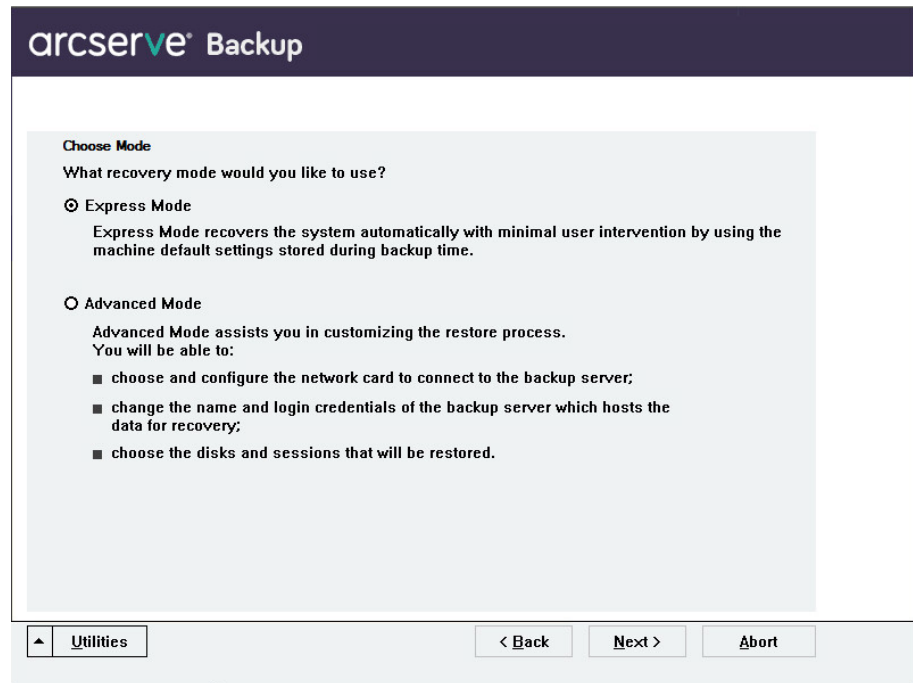 arcserve® Backup
Choose Mode
What recovery mode would you like to use?
Express Mode
Express Mode recovers the system automatically with minimal user intervention by using the
machine default settings stored during backup time.
Advanced Mode
Advanced Mode assists you in customizing the restore process.
You will be able to:
choose and configure the network card to connect to the backup server;
change the name and login credentials of the backup server which hosts the
data for recovery;
choose the disks and sessions that will be restored.
Utilities
< Back
Next >
Abort